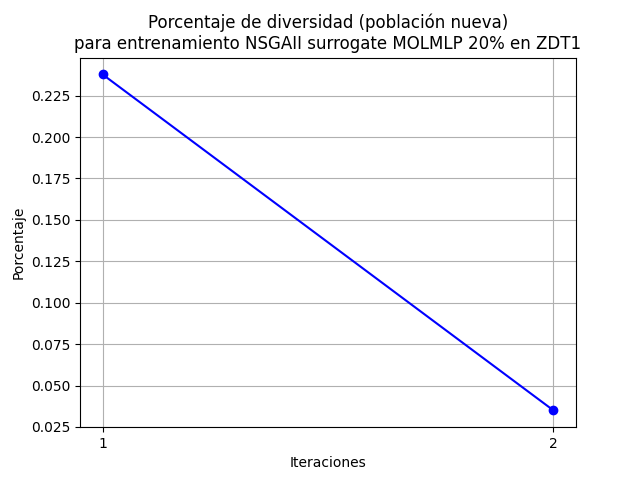 Porcentaje de diversidad (población nueva)
para entrenamiento NSGAII surrogate MOLMLP 20% en ZDT1
Porcentaje
0.225
0.200
0.175
0.150
0.125
0.100
0.075
0.050
0.025
1
2
Iteraciones